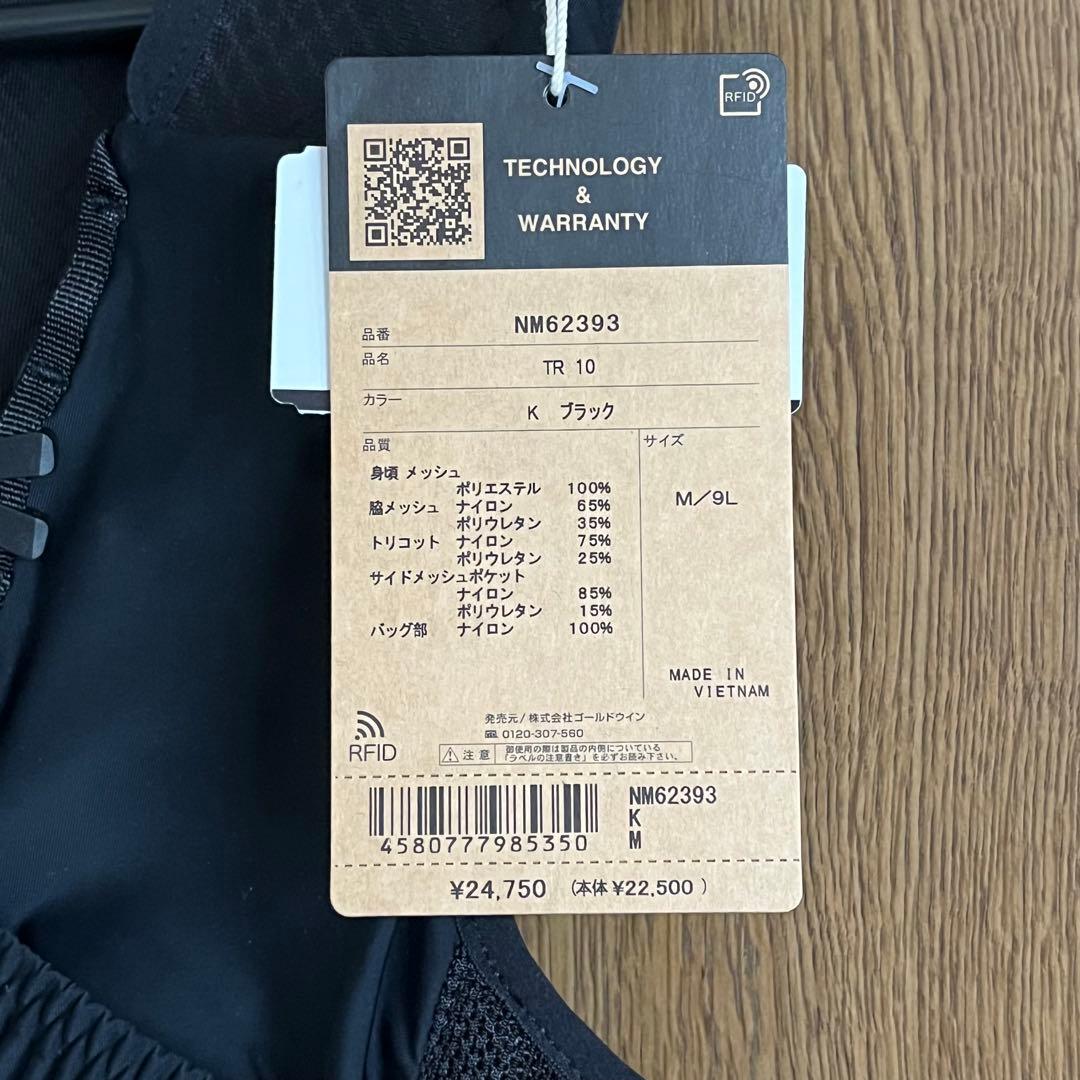 RFID
TECHNOLOGY
&
WARRANTY
品番 NM62393
品名 TR 10
カラー K ブラック
品質
身頃 メッシュ
ポリエステル 100%
脇メッシュ ナイロン 65%
ポリウレタン 35%
トリコット ナイロン 75%
ポリウレタン 25%
サイドメッシュポケット
ナイロン 85%
ポリウレタン 15%
バッグ部 ナイロン 100%
サイズ
M/9L
MADE IN
VIETNAM
RFID
発売元/株式会社ゴールドウイン
0120-307-560
注意
御使用の際は製品の内側についている
「ラベルの注意書き」を必ずお読み下さい。
4580777985350
NM62393
K
M
¥24,750 (本体 ¥22,500 )